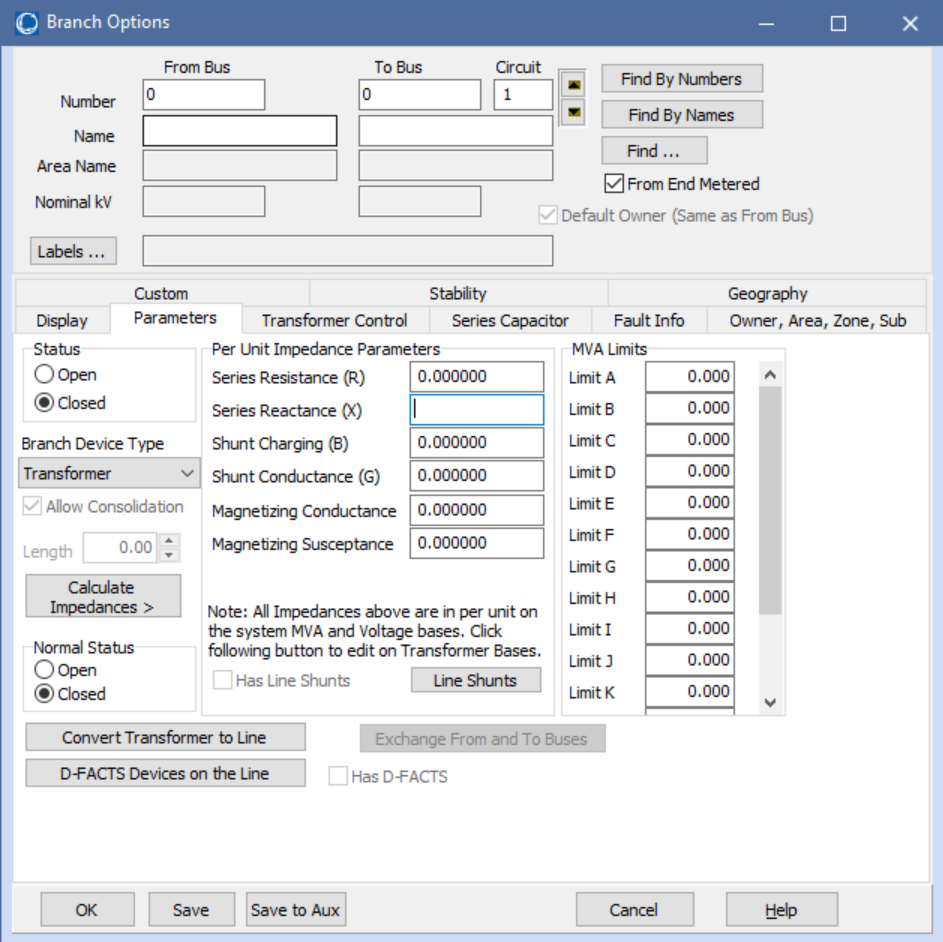 Branch Options
From Bus To Bus Circuit
Number 0 0 1 Find By Numbers
Name Find By Names
Area Name Find ...
From End Metered
Nominal kV
Default Owner (Same as From Bus)
Labels ...
Custom Stability Geography
Display Parameters Transformer Control Series Capacitor Fault Info Owner, Area, Zone, Sub
Status
Open
Closed
Branch Device Type
Transformer
Allow Consolidation
Length 0.00
Calculate
Impedances >
Normal Status
Open
Closed
Per Unit Impedance Parameters
Series Resistance (R) 0.000000
Series Reactance (X)
Shunt Charging (B) 0.000000
Shunt Conductance (G) 0.000000
Magnetizing Conductance 0.000000
Magnetizing Susceptance 0.000000
Note: All Impedances above are in per unit on
the system MVA and Voltage bases. Click
following button to edit on Transformer Bases.
Has Line Shunts Line Shunts
MVA Limits
Limit A 0.000
Limit B 0.000
Limit C 0.000
Limit D 0.000
Limit E 0.000
Limit F 0.000
Limit G 0.000
Limit H 0.000
Limit I 0.000
Limit J 0.000
Limit K 0.000
Convert Transformer to Line Exchange From and To Buses
D-FACTS Devices on the Line Has D-FACTS
OK Save Save to Aux Cancel Help